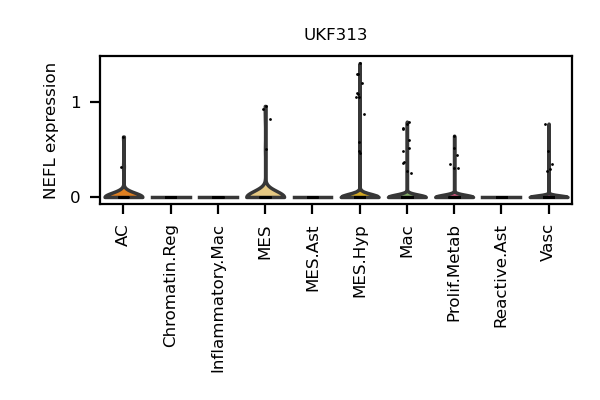 UKF313
NEFL expression
1
0
AC
Chromatin.Reg
Inflammatory.Mac
MES
MES.Ast
MES.Hyp
Mac
Prolif.Metab
Reactive.Ast
Vasc